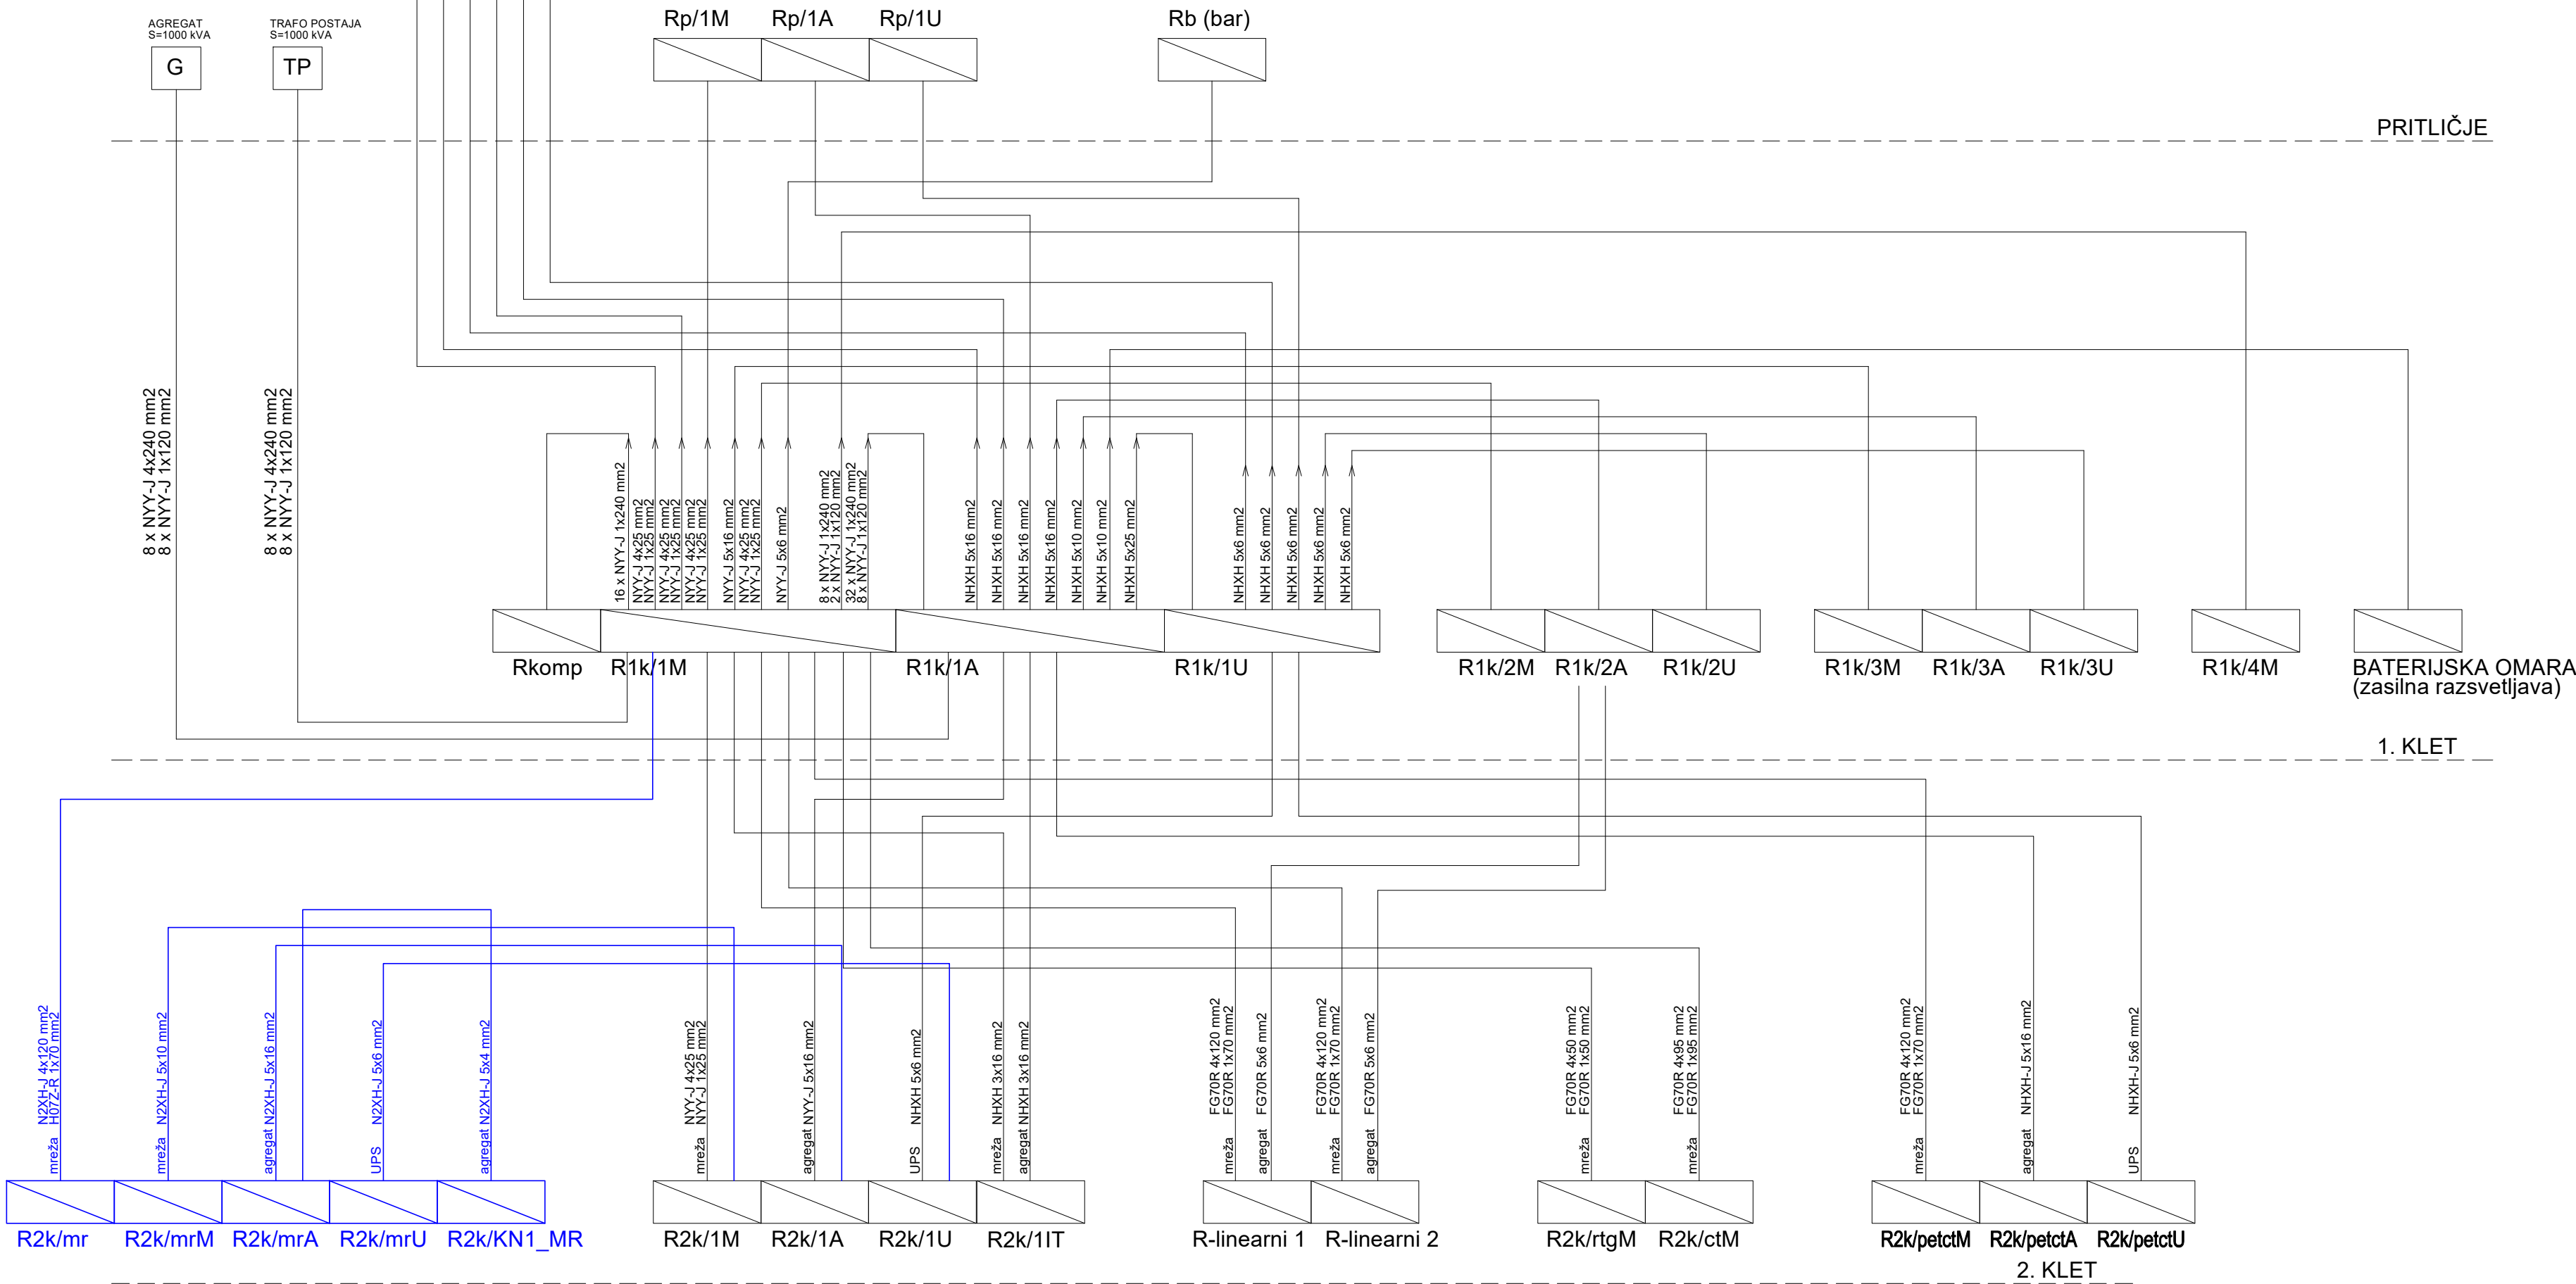 AGREGAT
S=1000 kVA
G
TRAFO POSTAJA
S=1000 kVA
TP
Rp/1M
Rp/1A
Rp/1U
Rb (bar)
PRITLIČJE
8 x NYY-J 4x240 mm2
8 x NYY-J 1x120 mm2
8 x NYY-J 4x240 mm2
8 x NYY-J 1x120 mm2
16 x NYY-J 1x240 mm2
NYY-J 4x25 mm2
NYY-J 1x25 mm2
NYY-J 4x25 mm2
NYY-J 1x25 mm2
NYY-J 4x25 mm2
NYY-J 1x25 mm2
NYY-J 5x16 mm2
NYY-J 4x25 mm2
NYY-J 1x25 mm2
NYY-J 5x6 mm2
8 x NYY-J 1x240 mm2
2 x NYY-J 1x120 mm2
32 x NYY-J 1x240 mm2
8 x NYY-J 1x120 mm2
NHXH 5x16 mm2
NHXH 5x16 mm2
NHXH 5x16 mm2
NHXH 5x16 mm2
NHXH 5x10 mm2
NHXH 5x10 mm2
NHXH 5x25 mm2
NHXH 5x6 mm2
NHXH 5x6 mm2
NHXH 5x6 mm2
NHXH 5x6 mm2
NHXH 5x6 mm2
Rkomp
R1k/1M
R1k/1A
R1k/1U
R1k/2M
R1k/2A
R1k/2U
R1k/3M
R1k/3A
R1k/3U
R1k/4M
BATERIJSKA OMARA
(zasilna razsvetljava)
1. KLET
mreža N2XH-J 4x120 mm2
H07Z-R 1x70 mm2
mreža N2XH-J 5x10 mm2
agregat N2XH-J 5x16 mm2
UPS N2XH-J 5x6 mm2
agregat N2XH-J 5x4 mm2
mreža NYY-J 4x25 mm2
NYY-J 1x25 mm2
agregat NYY-J 5x16 mm2
UPS NHXH 5x6 mm2
mreža NHXH 3x16 mm2
agregat NHXH 3x16 mm2
mreža FG70R 4x120 mm2
FG70R 1x70 mm2
agregat FG70R 5x6 mm2
mreža FG70R 4x120 mm2
FG70R 1x70 mm2
agregat FG70R 5x6 mm2
mreža FG70R 4x50 mm2
FG70R 1x50 mm2
mreža FG70R 4x95 mm2
FG70R 1x95 mm2
mreža FG70R 4x120 mm2
FG70R 1x70 mm2
agregat NHXH-J 5x16 mm2
UPS NHXH-J 5x6 mm2
R2k/mr
R2k/mrM
R2k/mrA
R2k/mrU
R2k/KN1_MR
R2k/1M
R2k/1A
R2k/1U
R2k/1IT
R-linearni 1
R-linearni 2
R2k/rtgM
R2k/ctM
R2k/petctM
R2k/petctA
R2k/petctU
2. KLET